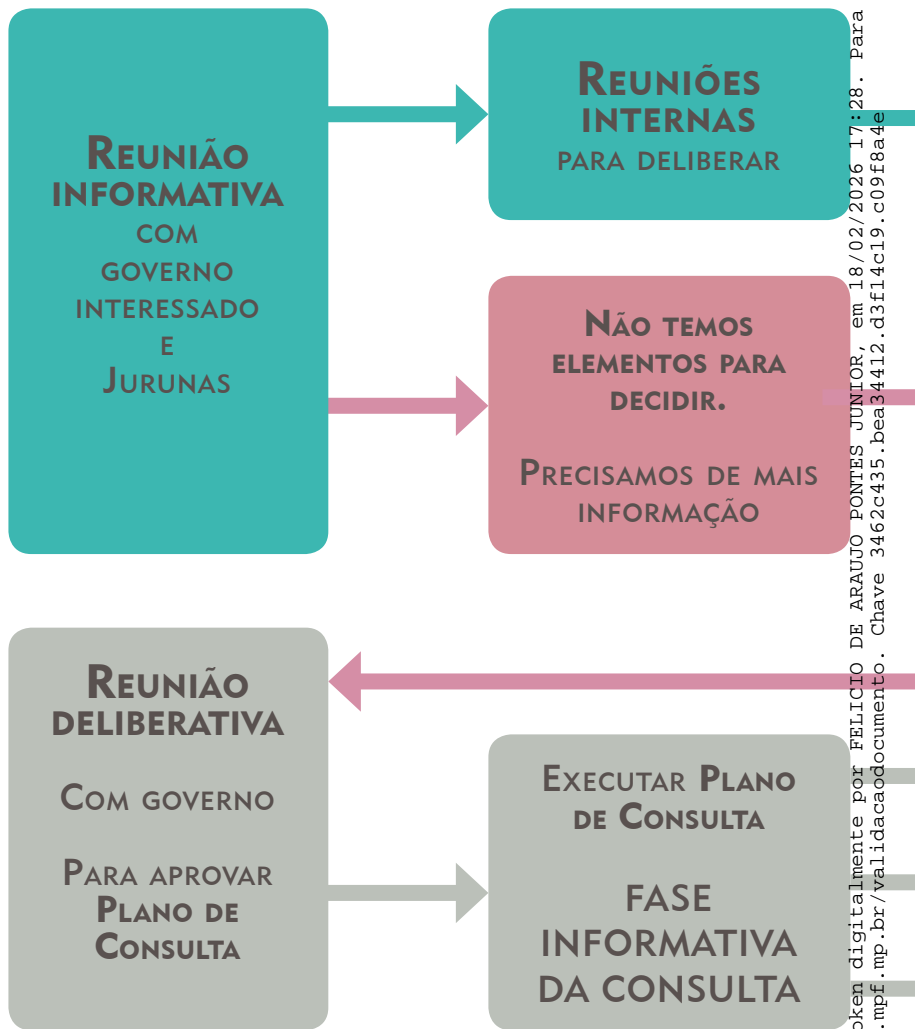 Reunião
informativa
com
governo
interessado
e
Jurunas
Reuniões
internas
para deliberar
Não temos
elementos para
decidir.
Precisamos de mais
informação
Reunião
deliberativa
Com governo
Para aprovar
Plano de
Consulta
Executar Plano
de Consulta
FASE
INFORMATIVA
DA CONSULTA
oken digitalmente por FELICIO DE ARAUJO PONTES JUNIOR, em 18/02/2026 17:28. Para
.mpf.mp.br/validacaodocumento. Chave 3462c435.bea34412.d3f14c19.c09f8a4e